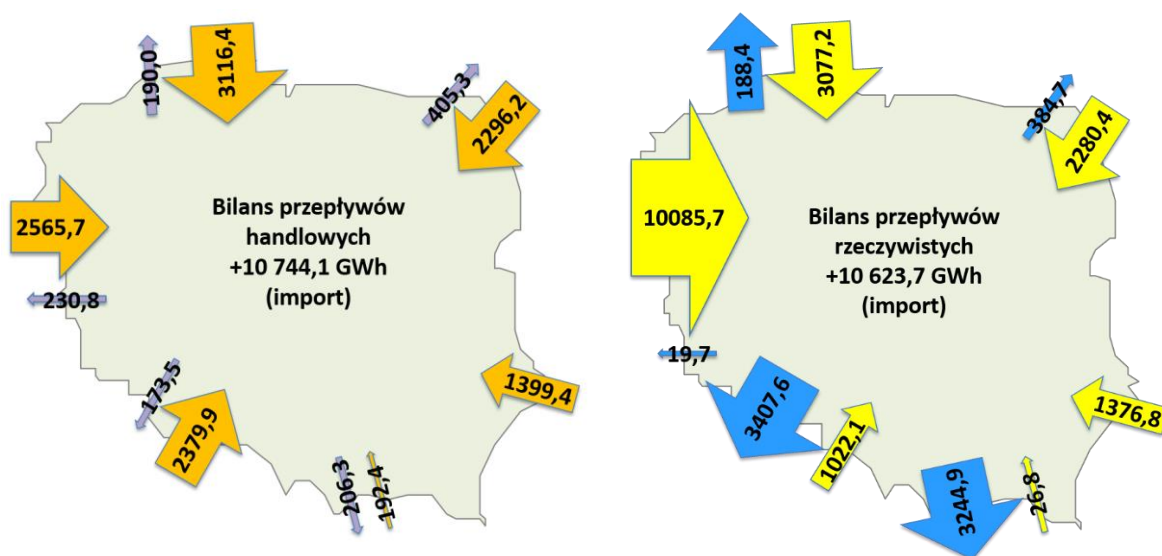 190,0
3116,4
405,3
2296,2
2565,7
Bilans przepływów
handlowych
+10 744,1 GWh
(import)
230,8
173,5
2379,9
1399,4
206,3
192,4
188,4
3077,2
384,7
2280,4
10085,7
Bilans przepływów
rzeczywistych
+10 623,7 GWh
(import)
19,7
3407,6
1022,1
1376,8
3244,9
26,8